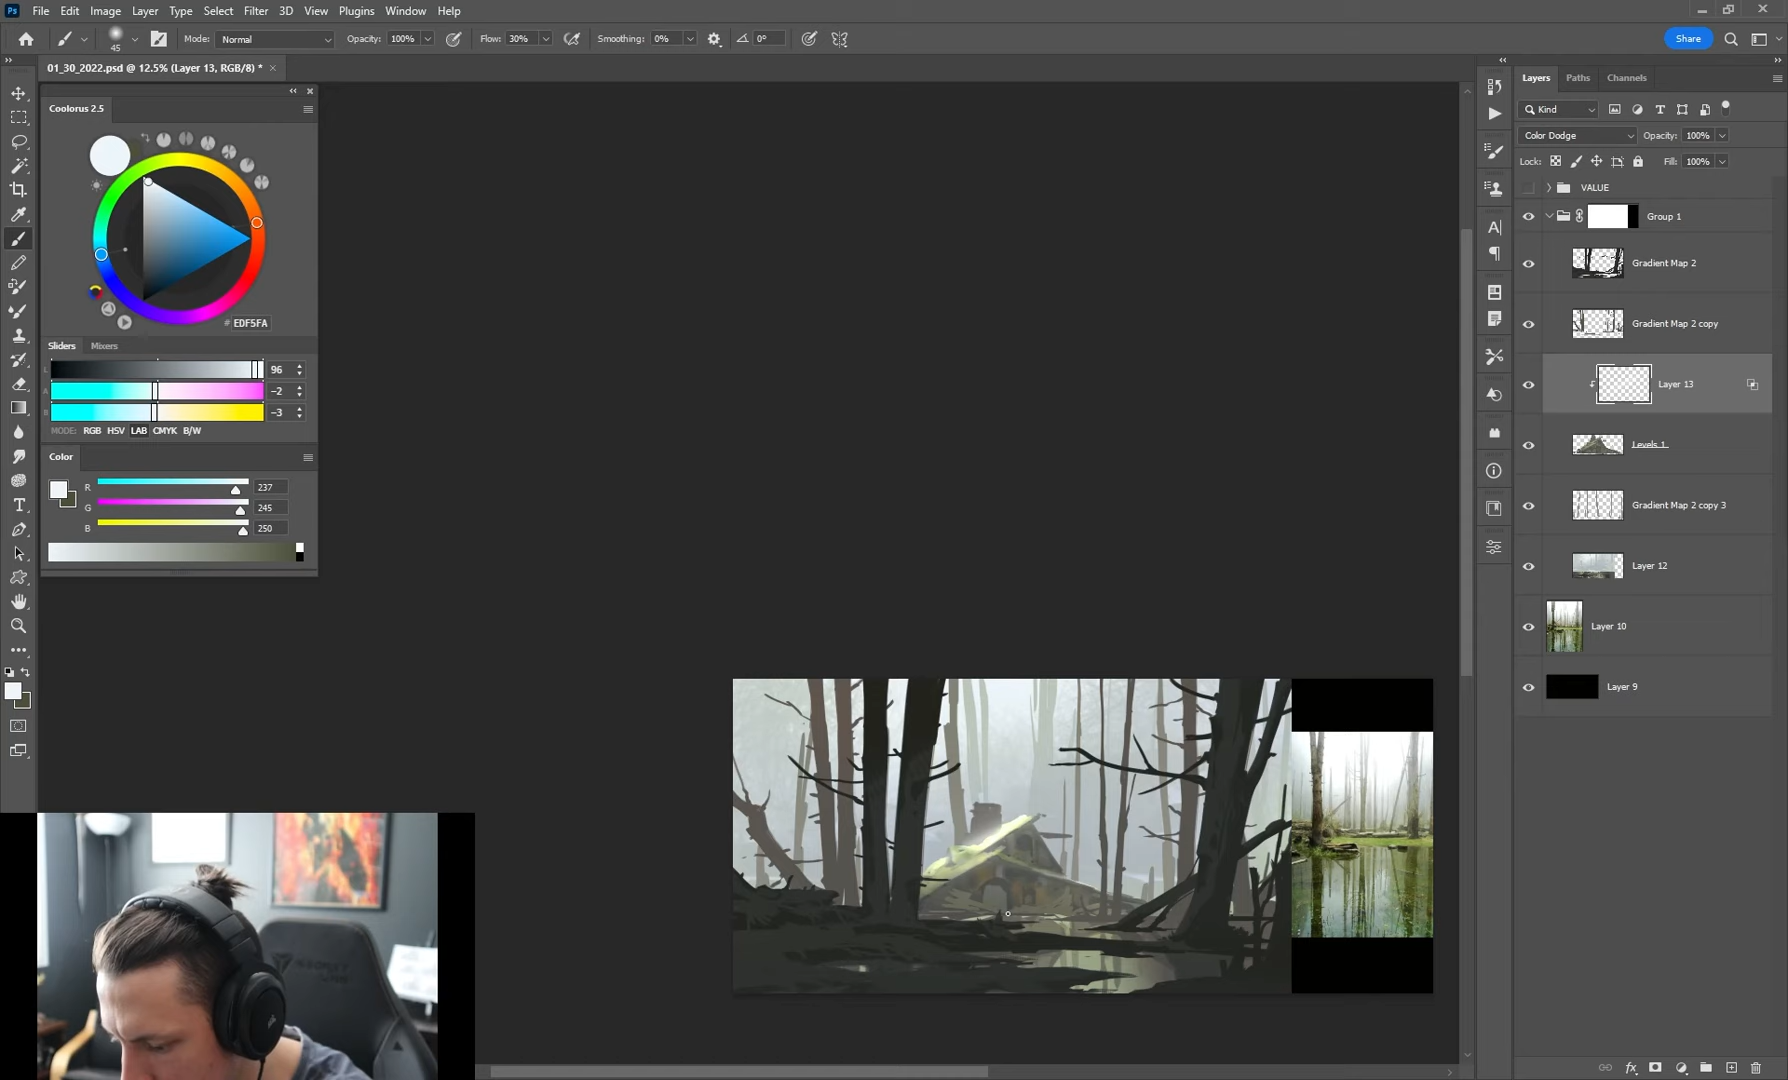 Ps File Edit Image Layer Type Select Filter 3D View Plugins Window Help
45 Mode: Normal Opacity: 100% Flow: 30% Smoothing: 0% 0° Share
01_30_2022.psd @ 12.5% (Layer 13, RGB/8) * ×
Coolorus 2.5
# EDF5FA
Sliders Mixers
L 96
A -2
B -3
MODE: RGB HSV LAB CMYK B/W
Color
R 237
G 245
B 250
Layers Paths Channels
Kind
Color Dodge Opacity: 100%
Lock: Fill: 100%
VALUE
Group 1
Gradient Map 2
Gradient Map 2 copy
Layer 13
Levels 1
Gradient Map 2 copy 3
Layer 12
Layer 10
Layer 9
fx